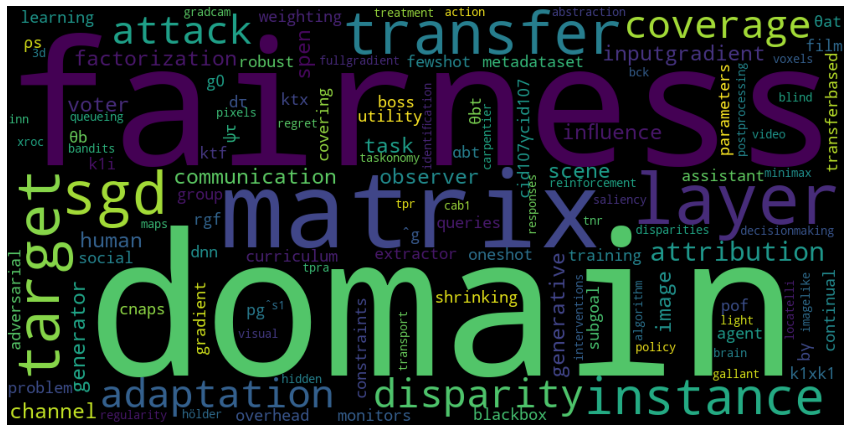 learning
gradcam
weighting
treatment
action
abstraction
θat
ρs
3d
attack
transfer
coverage
film
factorization
spen
fullgradient
inputgradient
bck
voxels
robust
fewshot
metadataset
fairness
voter
g0
dτ
ktx
boss
utility
covering
identification
θbt
carpentier
cid107ycid107
influence
parameters
postprocessing
blind
transferbased
inn
queueing
pixels
ψτ
regret
xroc
bandits
θb
k1i
ktf
task
taskonomy
αbt
video
target
sgd
communication
observer
scene
assistant
minimax
matrix
layer
group
rgf
tpr
cab1
queries
responses
reinforcement
saliency
maps
human
social
dnn
curriculum
tpra
ˆg
extractor
oneshot
training
tnr
disparities
decisionmaking
attribution
domain
adversarial
generator
cnaps
gradient
pgˆs1
visual
shrinking
generative
subgoal
image
interventions
algorithm
pof
agent
light
policy
brain
gallant
by
locatelli
imagelike
continual
problem
hidden
constraints
transport
k1xk1
adaptation
disparity
instance
channel
regularity
hölder
overhead
monitors
blackbox